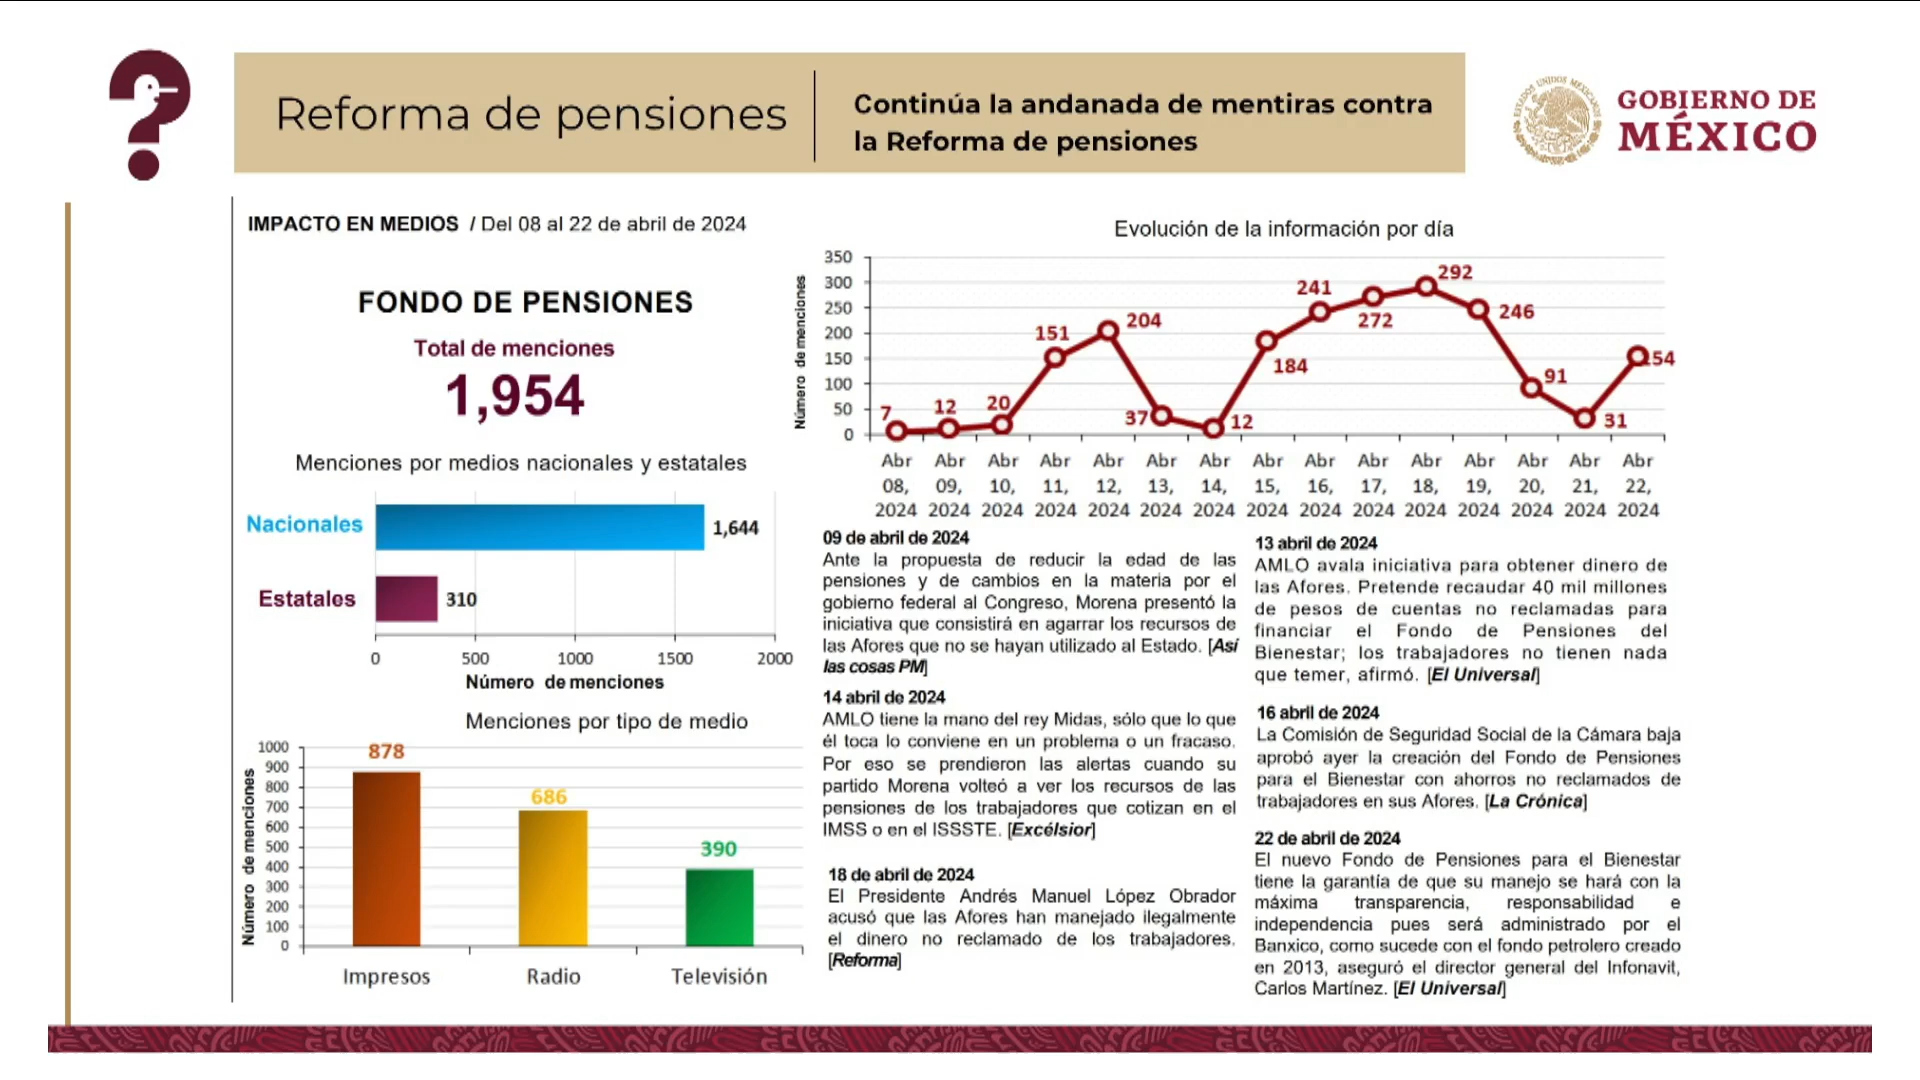 Reforma de pensiones
Continúa la andanada de mentiras contra
la Reforma de pensiones
ESTADOS UNIDOS MEXICANOS
GOBIERNO DE
MÉXICO
IMPACTO EN MEDIOS / Del 08 al 22 de abril de 2024
FONDO DE PENSIONES
Total de menciones
1,954
Menciones por medios nacionales y estatales
Nacionales
1,644
Estatales
310
0 500 1000 1500 2000
Número de menciones
Menciones por tipo de medio
Número de menciones
1000
900
800
700
600
500
400
300
200
100
0
878
686
390
Impresos Radio Televisión
Evolución de la información por día
Número de menciones
350
300
250
200
150
100
50
0
7 12 20 151 204 37 12 184 241 272 292 246 91 31 154
Abr Abr Abr Abr Abr Abr Abr Abr Abr Abr Abr Abr Abr Abr Abr
08, 09, 10, 11, 12, 13, 14, 15, 16, 17, 18, 19, 20, 21, 22,
2024 2024 2024 2024 2024 2024 2024 2024 2024 2024 2024 2024 2024 2024 2024
09 de abril de 2024
Ante la propuesta de reducir la edad de las
pensiones y de cambios en la materia por el
gobierno federal al Congreso, Morena presentó la
iniciativa que consistirá en agarrar los recursos de
las Afores que no se hayan utilizado al Estado. [Así
las cosas PM]
14 abril de 2024
AMLO tiene la mano del rey Midas, sólo que lo que
él toca lo conviene en un problema o un fracaso.
Por eso se prendieron las alertas cuando su
partido Morena volteó a ver los recursos de las
pensiones de los trabajadores que cotizan en el
IMSS o en el ISSSTE. [Excélsior]
18 de abril de 2024
El Presidente Andrés Manuel López Obrador
acusó que las Afores han manejado ilegalmente
el dinero no reclamado de los trabajadores.
[Reforma]
13 abril de 2024
AMLO avala iniciativa para obtener dinero de
las Afores. Pretende recaudar 40 mil millones
de pesos de cuentas no reclamadas para
financiar el Fondo de Pensiones del
Bienestar; los trabajadores no tienen nada
que temer, afirmó. [El Universal]
16 abril de 2024
La Comisión de Seguridad Social de la Cámara baja
aprobó ayer la creación del Fondo de Pensiones
para el Bienestar con ahorros no reclamados de
trabajadores en sus Afores. [La Crónica]
22 de abril de 2024
El nuevo Fondo de Pensiones para el Bienestar
tiene la garantía de que su manejo se hará con la
máxima transparencia, responsabilidad e
independencia pues será administrado por el
Banxico, como sucede con el fondo petrolero creado
en 2013, aseguró el director general del Infonavit,
Carlos Martínez. [El Universal]